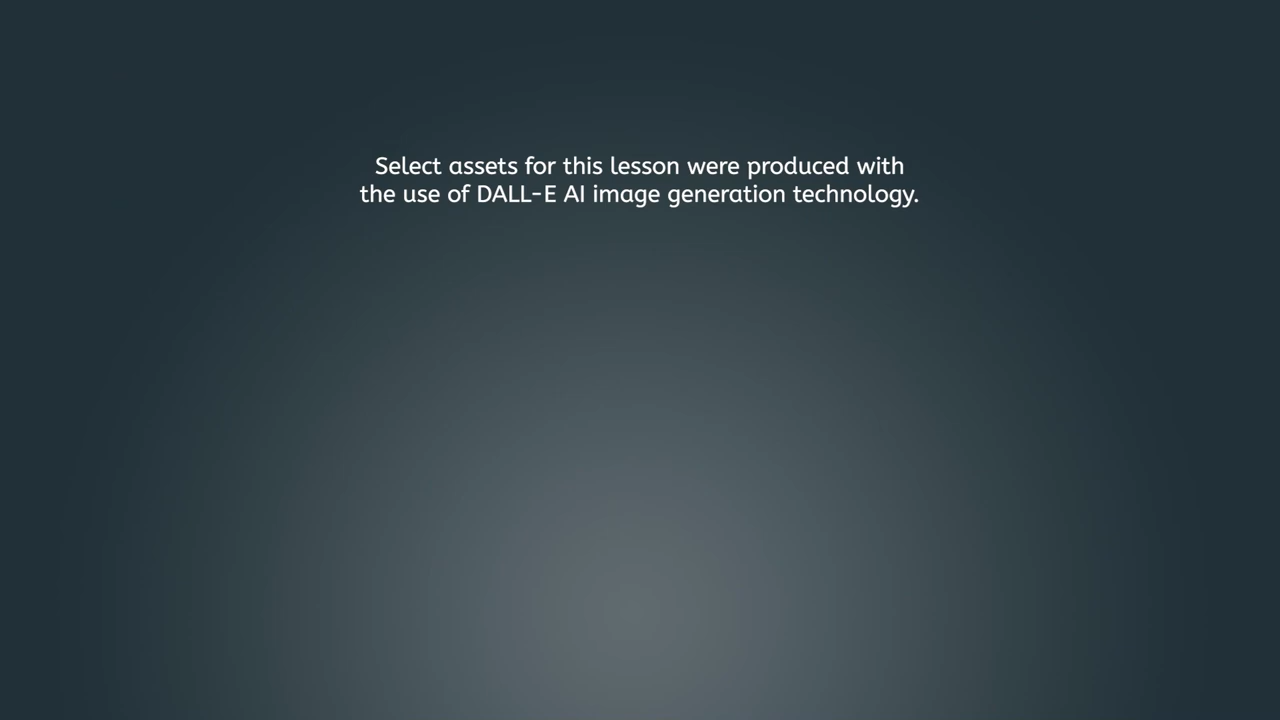 Select assets for this lesson were produced with
the use of DALL-E AI image generation technology.